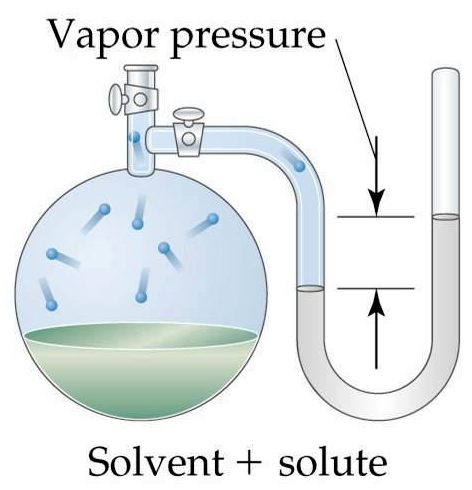 Vapor pressure
Solvent + solute